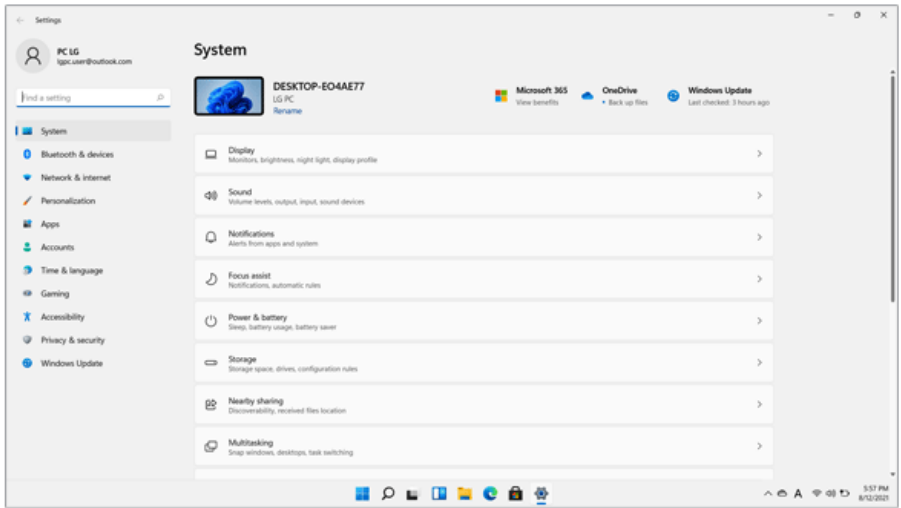 Settings
PC LG
lgpc.user@outlook.com
Find a setting
System
Bluetooth & devices
Network & internet
Personalization
Apps
Accounts
Time & language
Gaming
Accessibility
Privacy & security
Windows Update
System
DESKTOP-EO4AE77
LG PC
Rename
Microsoft 365
View benefits
OneDrive
• Back up files
Windows Update
Last checked: 3 hours ago
Display
Monitors, brightness, night light, display profile
Sound
Volume levels, output, input, sound devices
Notifications
Alerts from apps and system
Focus assist
Notifications, automatic rules
Power & battery
Sleep, battery usage, battery saver
Storage
Storage space, drives, configuration rules
Nearby sharing
Discoverability, received files location
Multitasking
Snap windows, desktops, task switching
A
5:57 PM
8/12/2021